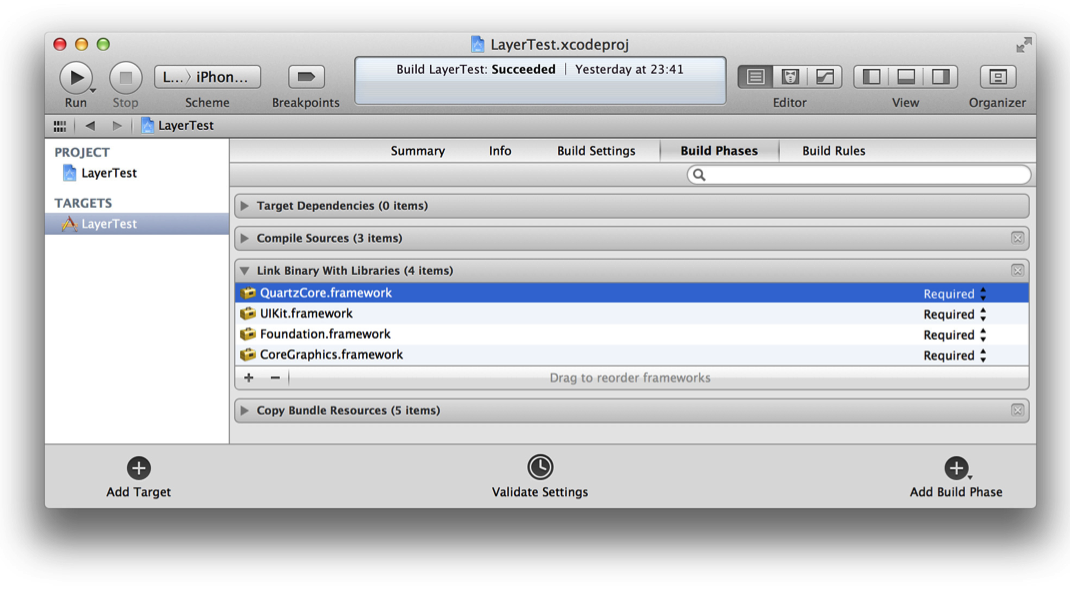 LayerTest.xcodeproj
L...〉iPhon...
Build LayerTest: Succeeded | Yesterday at 23:41
Run Stop Scheme Breakpoints Editor View Organizer
LayerTest
PROJECT
LayerTest
TARGETS
LayerTest
Summary Info Build Settings Build Phases Build Rules
Target Dependencies (0 items)
Compile Sources (3 items)
Link Binary With Libraries (4 items)
QuartzCore.framework Required
UIKit.framework Required
Foundation.framework Required
CoreGraphics.framework Required
+ − Drag to reorder frameworks
Copy Bundle Resources (5 items)
Add Target Validate Settings Add Build Phase